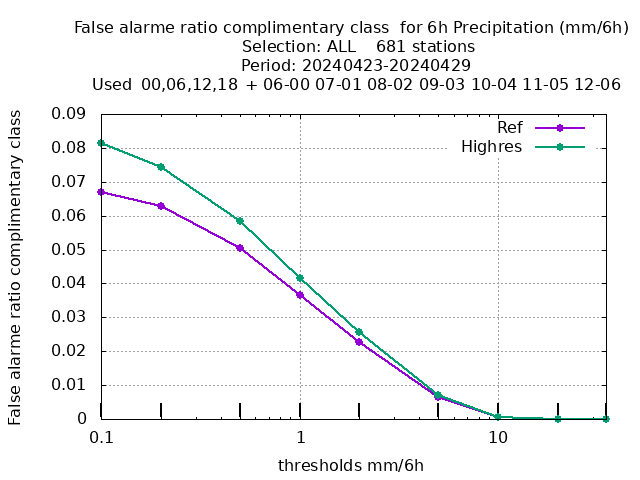 False alarme ratio complimentary class  for 6h Precipitation (mm/6h)
Selection: ALL    681 stations
Period: 20240423-20240429
Used  00,06,12,18  + 06-00 07-01 08-02 09-03 10-04 11-05 12-06
False alarme ratio complimentary class
0.09
0.08
0.07
0.06
0.05
0.04
0.03
0.02
0.01
0
Ref
Highres
0.1 1 10
thresholds mm/6h